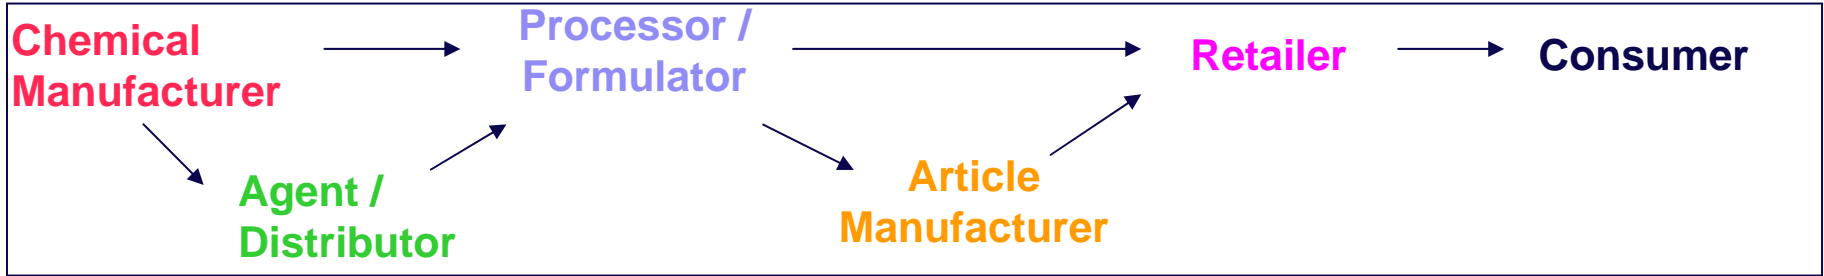 Chemical
Manufacturer
Processor /
Formulator
Retailer
Consumer
Agent /
Distributor
Article
Manufacturer